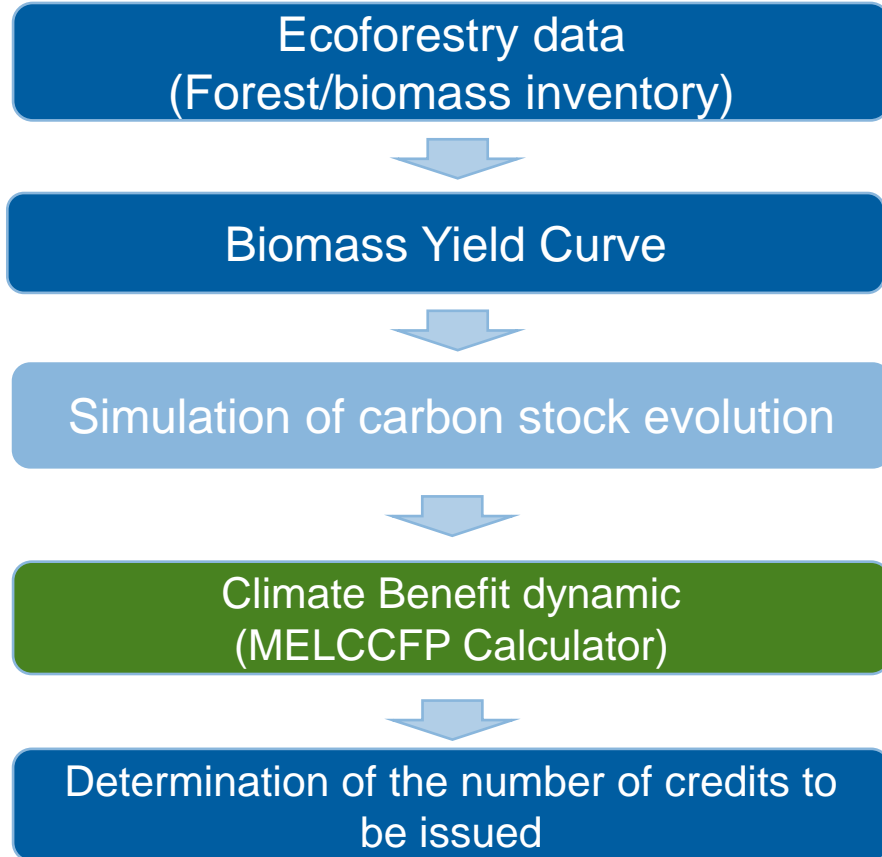 Ecoforestry data
(Forest/biomass inventory)
Biomass Yield Curve
Simulation of carbon stock evolution
Climate Benefit dynamic
(MELCCFP Calculator)
Determination of the number of credits to
be issued